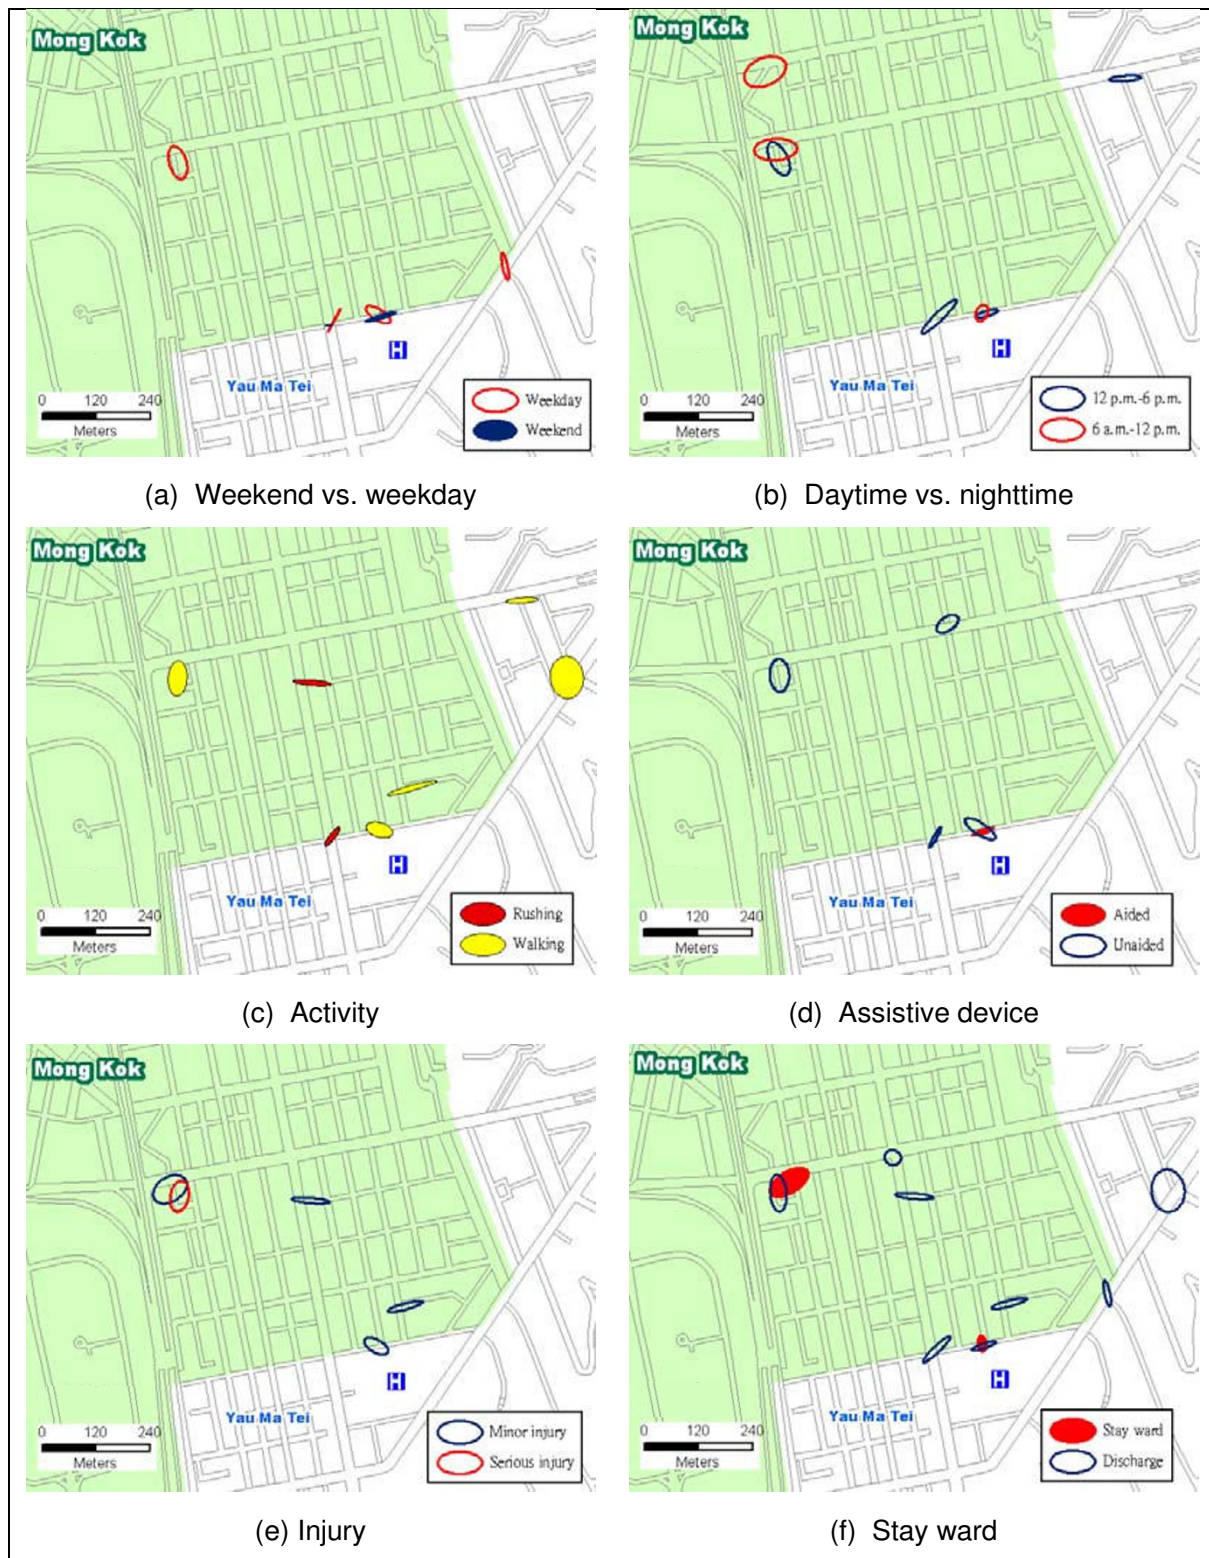 Mong Kok
H
Yau Ma Tei
0 120 240
Meters
Weekday
Weekend
(a) Weekend vs. weekday
Mong Kok
H
Yau Ma Tei
0 120 240
Meters
12 p.m.-6 p.m.
6 a.m.-12 p.m.
(b) Daytime vs. nighttime
Mong Kok
H
Yau Ma Tei
0 120 240
Meters
Rushing
Walking
(c) Activity
Mong Kok
H
Yau Ma Tei
0 120 240
Meters
Aided
Unaided
(d) Assistive device
Mong Kok
H
Yau Ma Tei
0 120 240
Meters
Minor injury
Serious injury
(e) Injury
Mong Kok
H
Yau Ma Tei
0 120 240
Meters
Stay ward
Discharge
(f) Stay ward